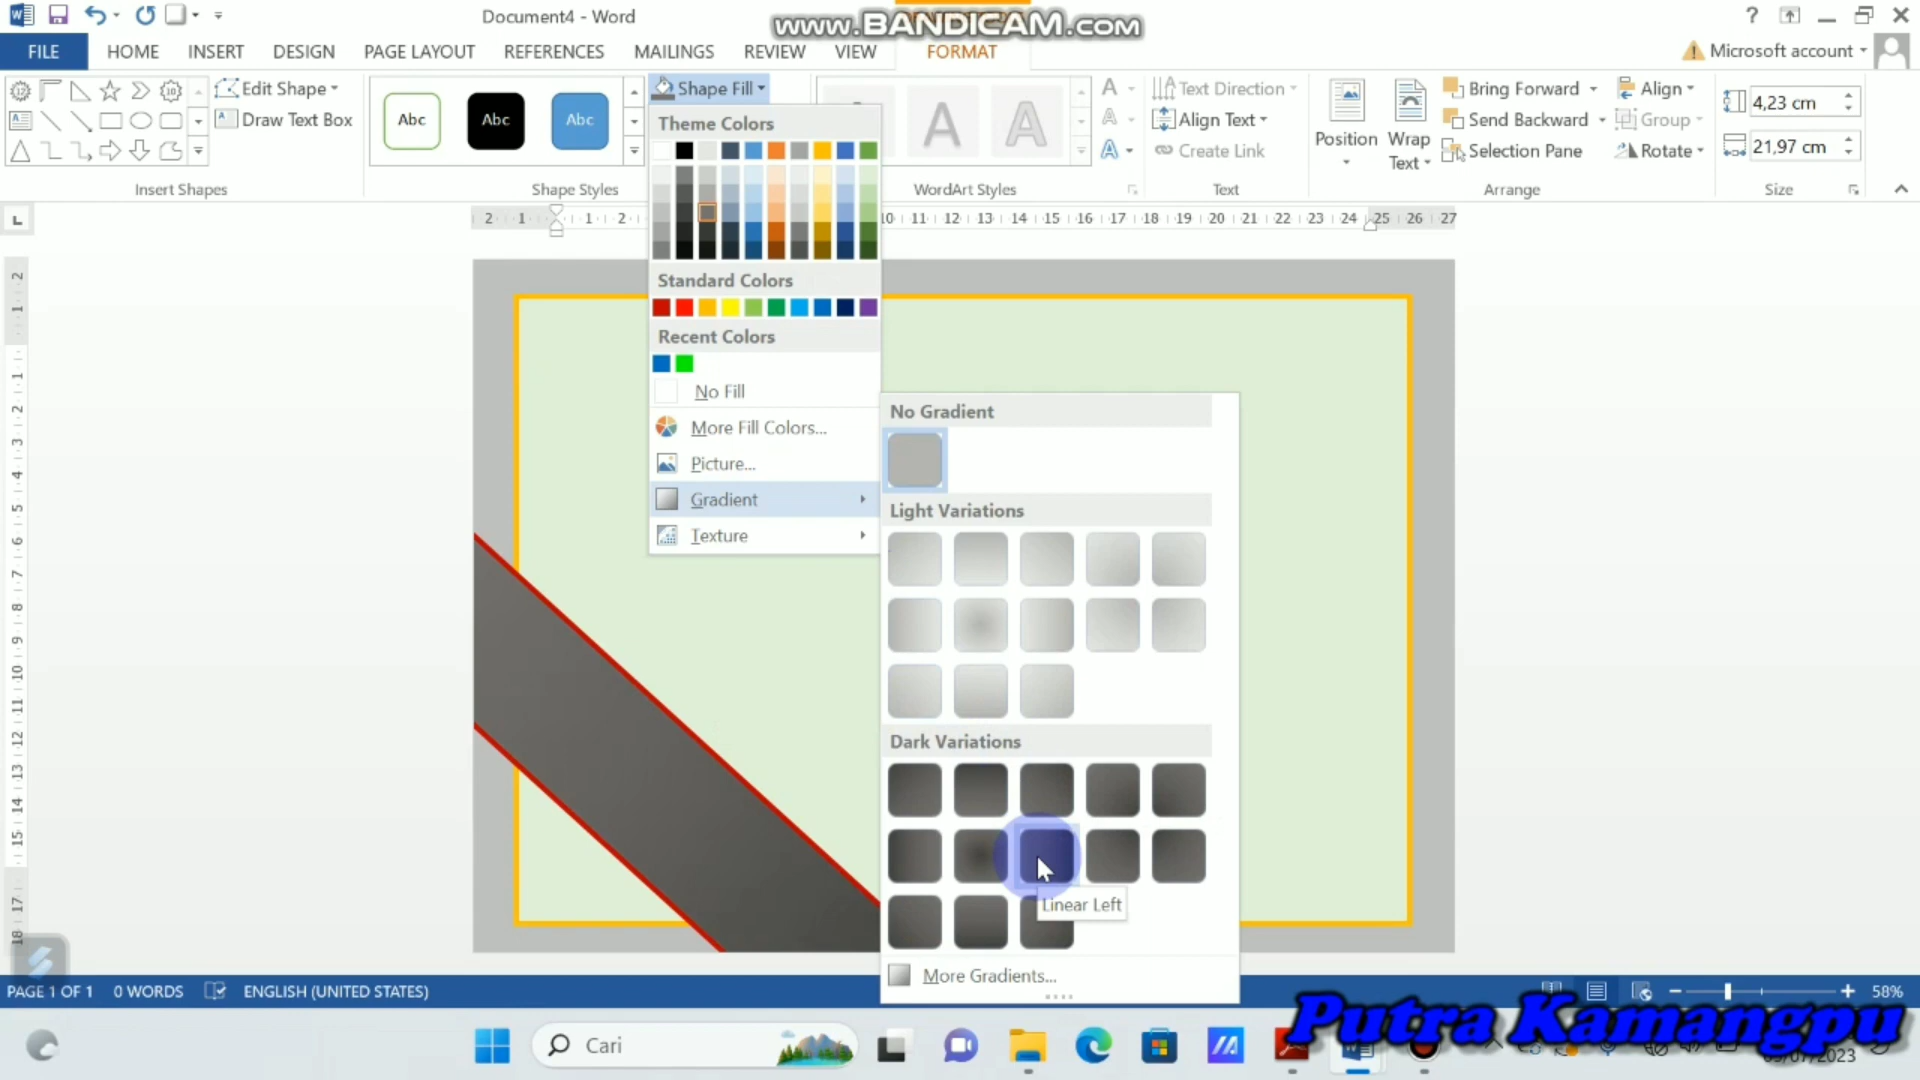 Document4 - Word
www.BANDICAM.com
FILE HOME INSERT DESIGN PAGE LAYOUT REFERENCES MAILINGS REVIEW VIEW FORMAT Microsoft account
Edit Shape
Draw Text Box
Insert Shapes
Abc Abc Abc
Shape Styles
Shape Fill
WordArt Styles
Text Direction
Align Text
Create Link
Text
Position
Wrap Text
Bring Forward
Send Backward
Selection Pane
Align
Group
Rotate
Arrange
4,23 cm
21,97 cm
Size
Theme Colors
Standard Colors
Recent Colors
No Fill
More Fill Colors...
Picture...
Gradient
Texture
No Gradient
Light Variations
Dark Variations
Linear Left
More Gradients...
PAGE 1 OF 1 0 WORDS ENGLISH (UNITED STATES) 58%
Cari
Putra Kamangpu